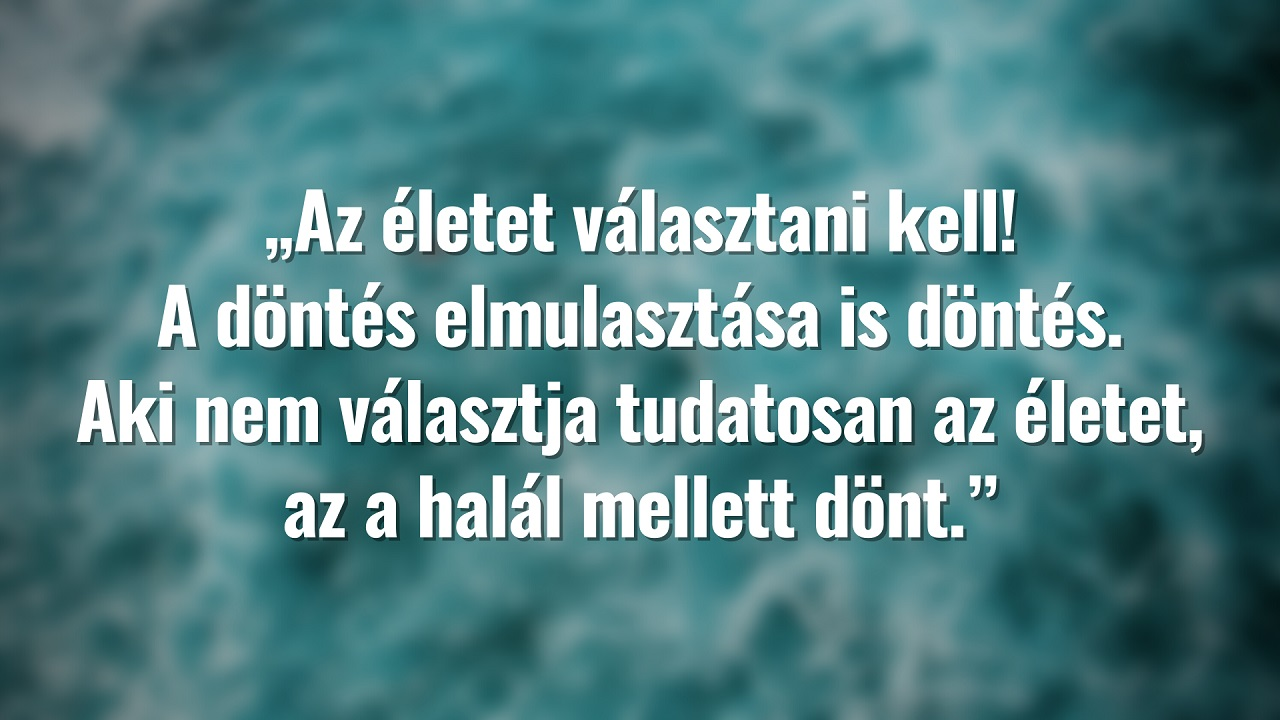 „Az életet választani kell!
A döntés elmulasztása is döntés.
Aki nem választja tudatosan az életet,
az a halál mellett dönt.”